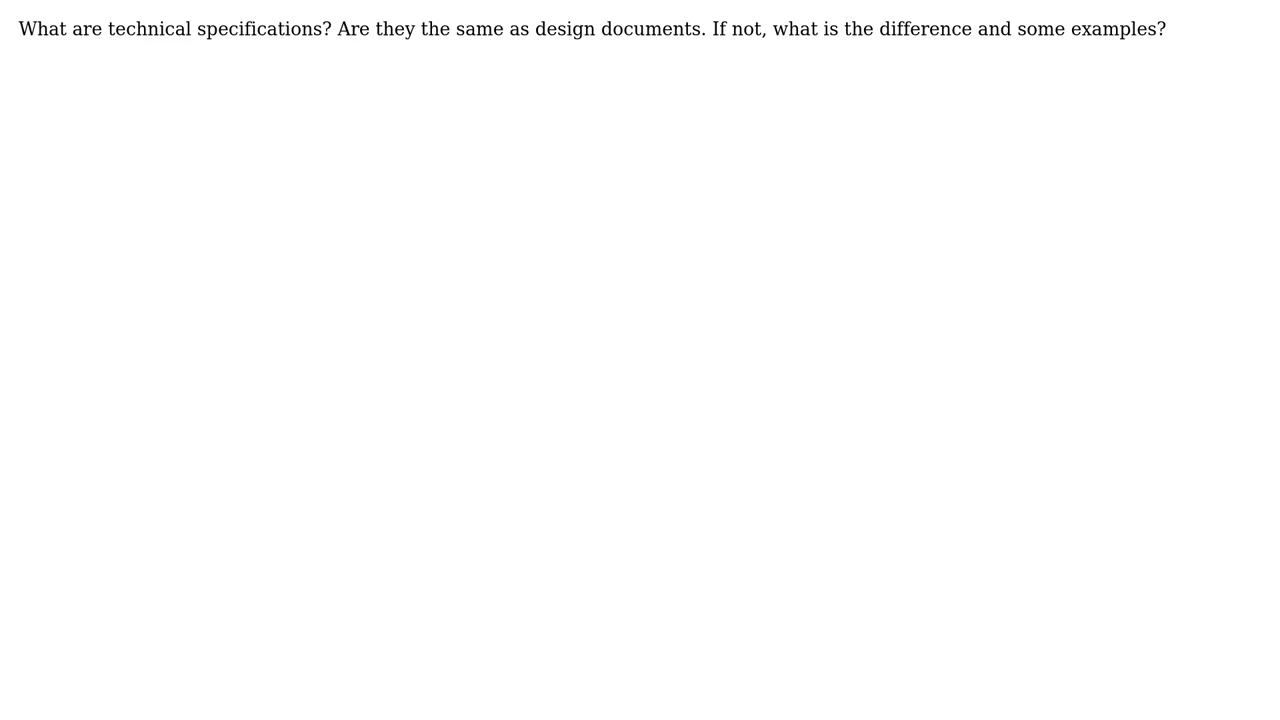 What are technical specifications? Are they the same as design documents. If not, what is the difference and some examples?